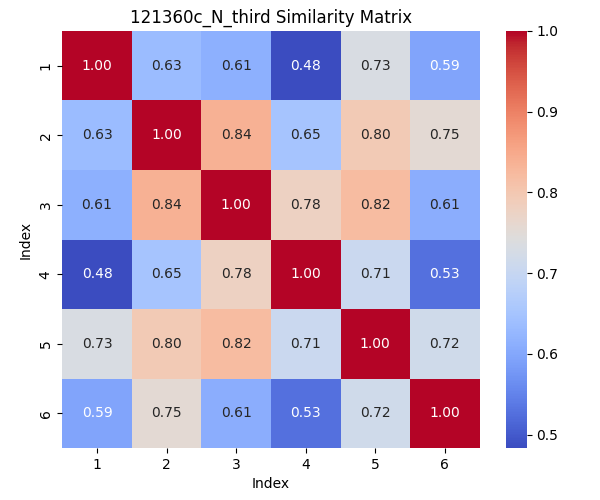 121360c_N_third Similarity Matrix
1 1.00 0.63 0.61 0.48 0.73 0.59
2 0.63 1.00 0.84 0.65 0.80 0.75
3 0.61 0.84 1.00 0.78 0.82 0.61
4 0.48 0.65 0.78 1.00 0.71 0.53
5 0.73 0.80 0.82 0.71 1.00 0.72
6 0.59 0.75 0.61 0.53 0.72 1.00
1 2 3 4 5 6
Index
Index
1.0
0.9
0.8
0.7
0.6
0.5